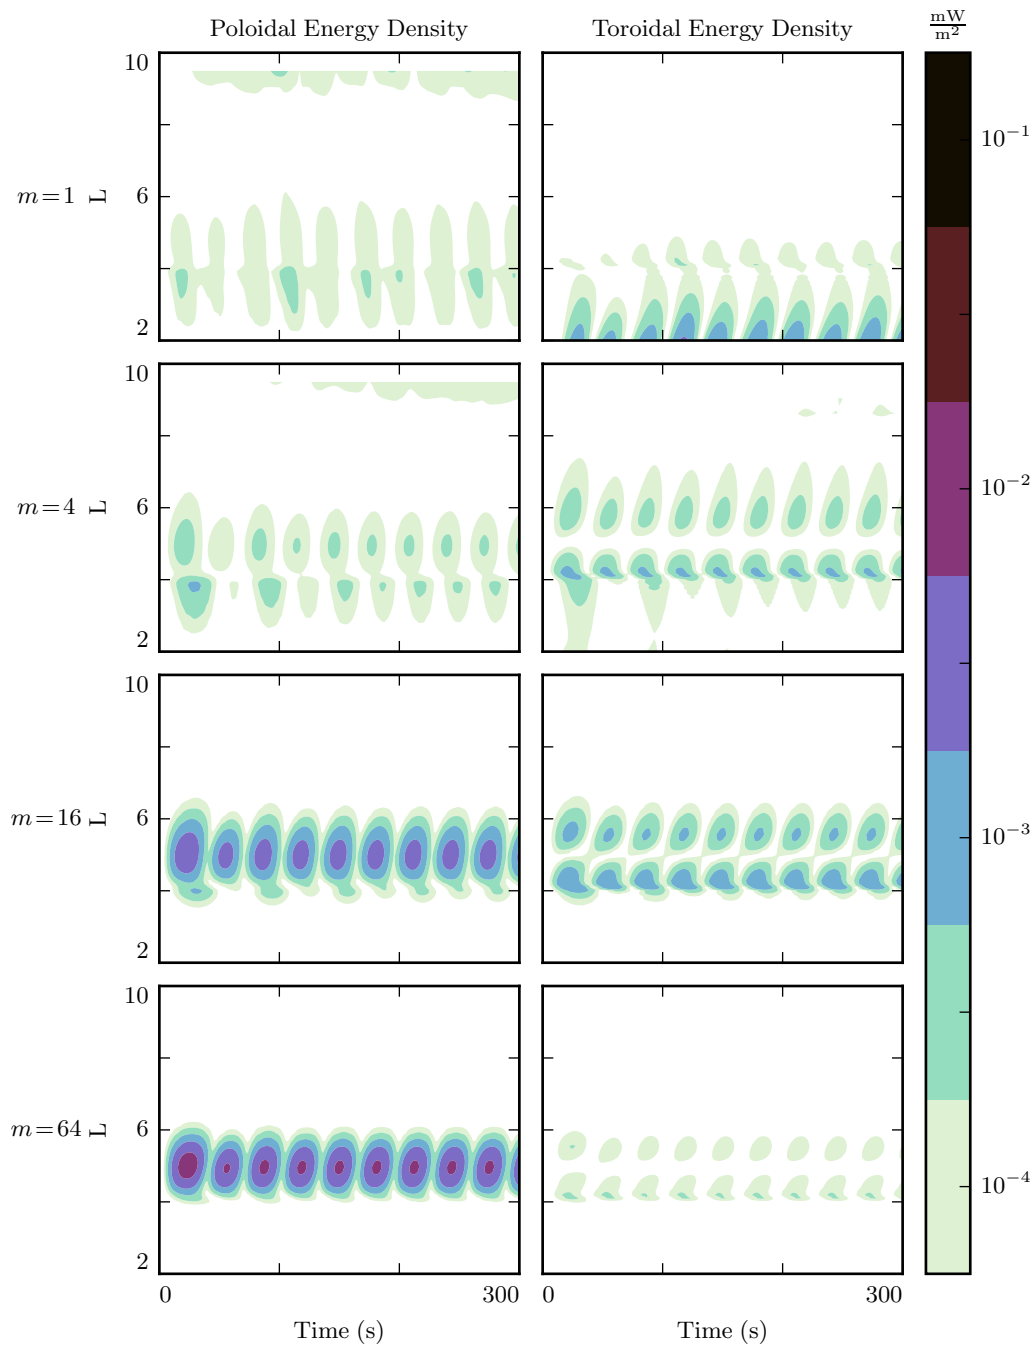 Poloidal Energy Density Toroidal Energy Density mW/m²
10
m=1 L 6
2
10⁻¹
10
m=4 L 6
2
10⁻²
10
m=16 L 6
2
10⁻³
10
m=64 L 6
2
10⁻⁴
0 300 0 300
Time (s) Time (s)